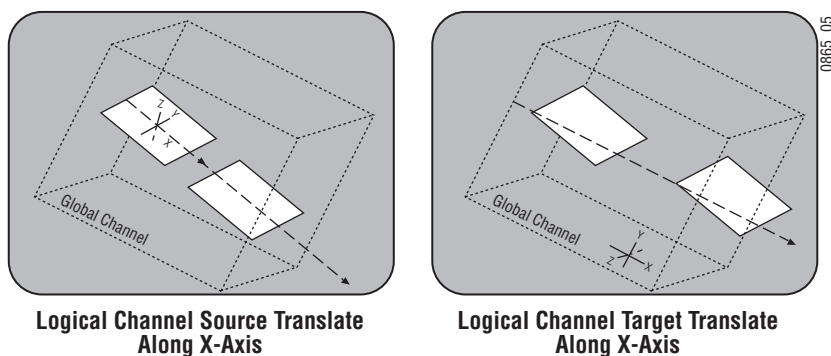 Z
Y
X
Global Channel
Logical Channel Source Translate
Along X-Axis
Y
Z
X
Global Channel
Logical Channel Target Translate
Along X-Axis
0865_05